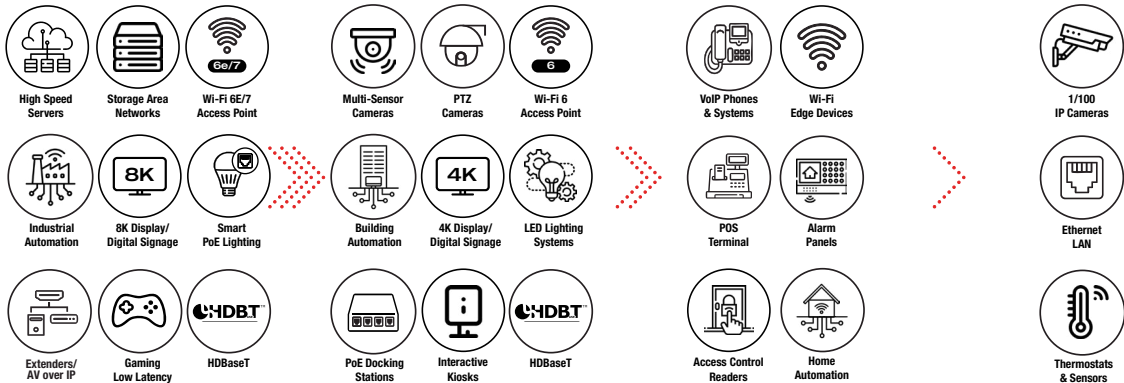 6e/7
6
High Speed
Servers
Storage Area
Networks
Wi-Fi 6E/7
Access Point
Multi-Sensor
Cameras
PTZ
Cameras
Wi-Fi 6
Access Point
VoIP Phones
& Systems
Wi-Fi
Edge Devices
1/100
IP Cameras
8K
4K
Industrial
Automation
8K Display/
Digital Signage
Smart
PoE Lighting
Building
Automation
4K Display/
Digital Signage
LED Lighting
Systems
POS
Terminal
Alarm
Panels
Ethernet
LAN
HDBT™
HDBT™
Extenders/
AV over IP
Gaming
Low Latency
HDBaseT
PoE Docking
Stations
Interactive
Kiosks
HDBaseT
Access Control
Readers
Home
Automation
Thermostats
& Sensors